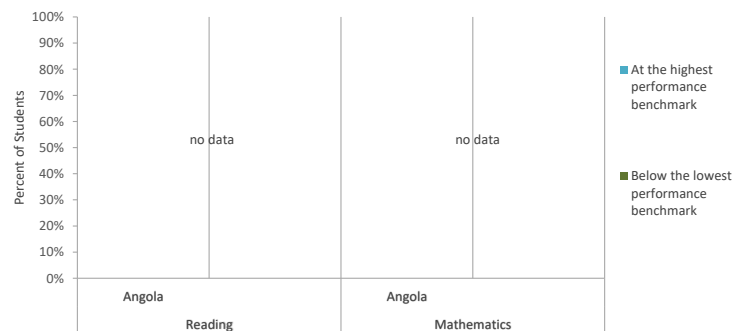 100%
90%
80%
70%
60%
50%
40%
30%
20%
10%
0%
Percent of Students
no data
no data
Angola
Angola
Reading
Mathematics
At the highest
performance
benchmark
Below the lowest
performance
benchmark